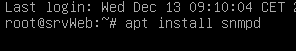 Last login: Wed Dec 13 09:10:04 CET
root@srvWeb:~# apt install snmpd